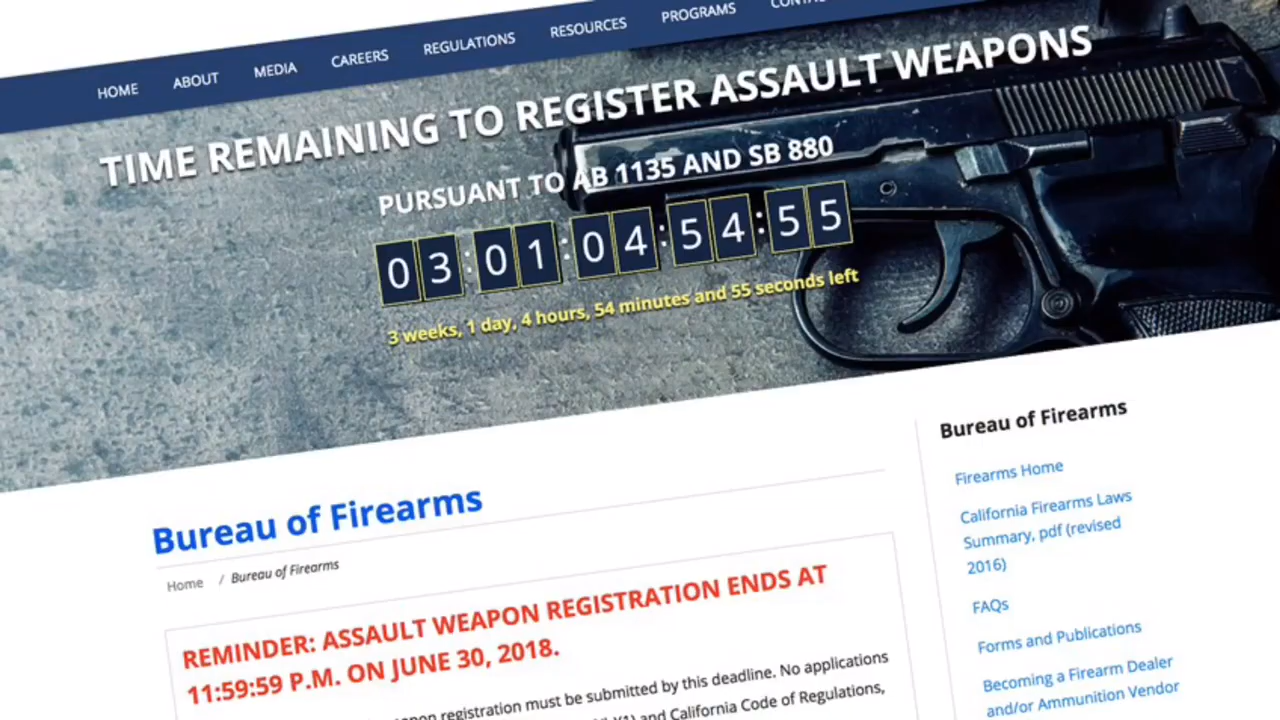 HOME ABOUT MEDIA CAREERS REGULATIONS RESOURCES PROGRAMS
TIME REMAINING TO REGISTER ASSAULT WEAPONS
PURSUANT TO AB 1135 AND SB 880
03:01:04:54:55
3 weeks, 1 day, 4 hours, 54 minutes and 55 seconds left
Bureau of Firearms
Home / Bureau of Firearms
REMINDER: ASSAULT WEAPON REGISTRATION ENDS AT
11:59:59 P.M. ON JUNE 30, 2018.
registration must be submitted by this deadline. No applications
and California Code of Regulations,
Bureau of Firearms
Firearms Home
California Firearms Laws
Summary, pdf (revised
2016)
FAQs
Forms and Publications
Becoming a Firearm Dealer
and/or Ammunition Vendor